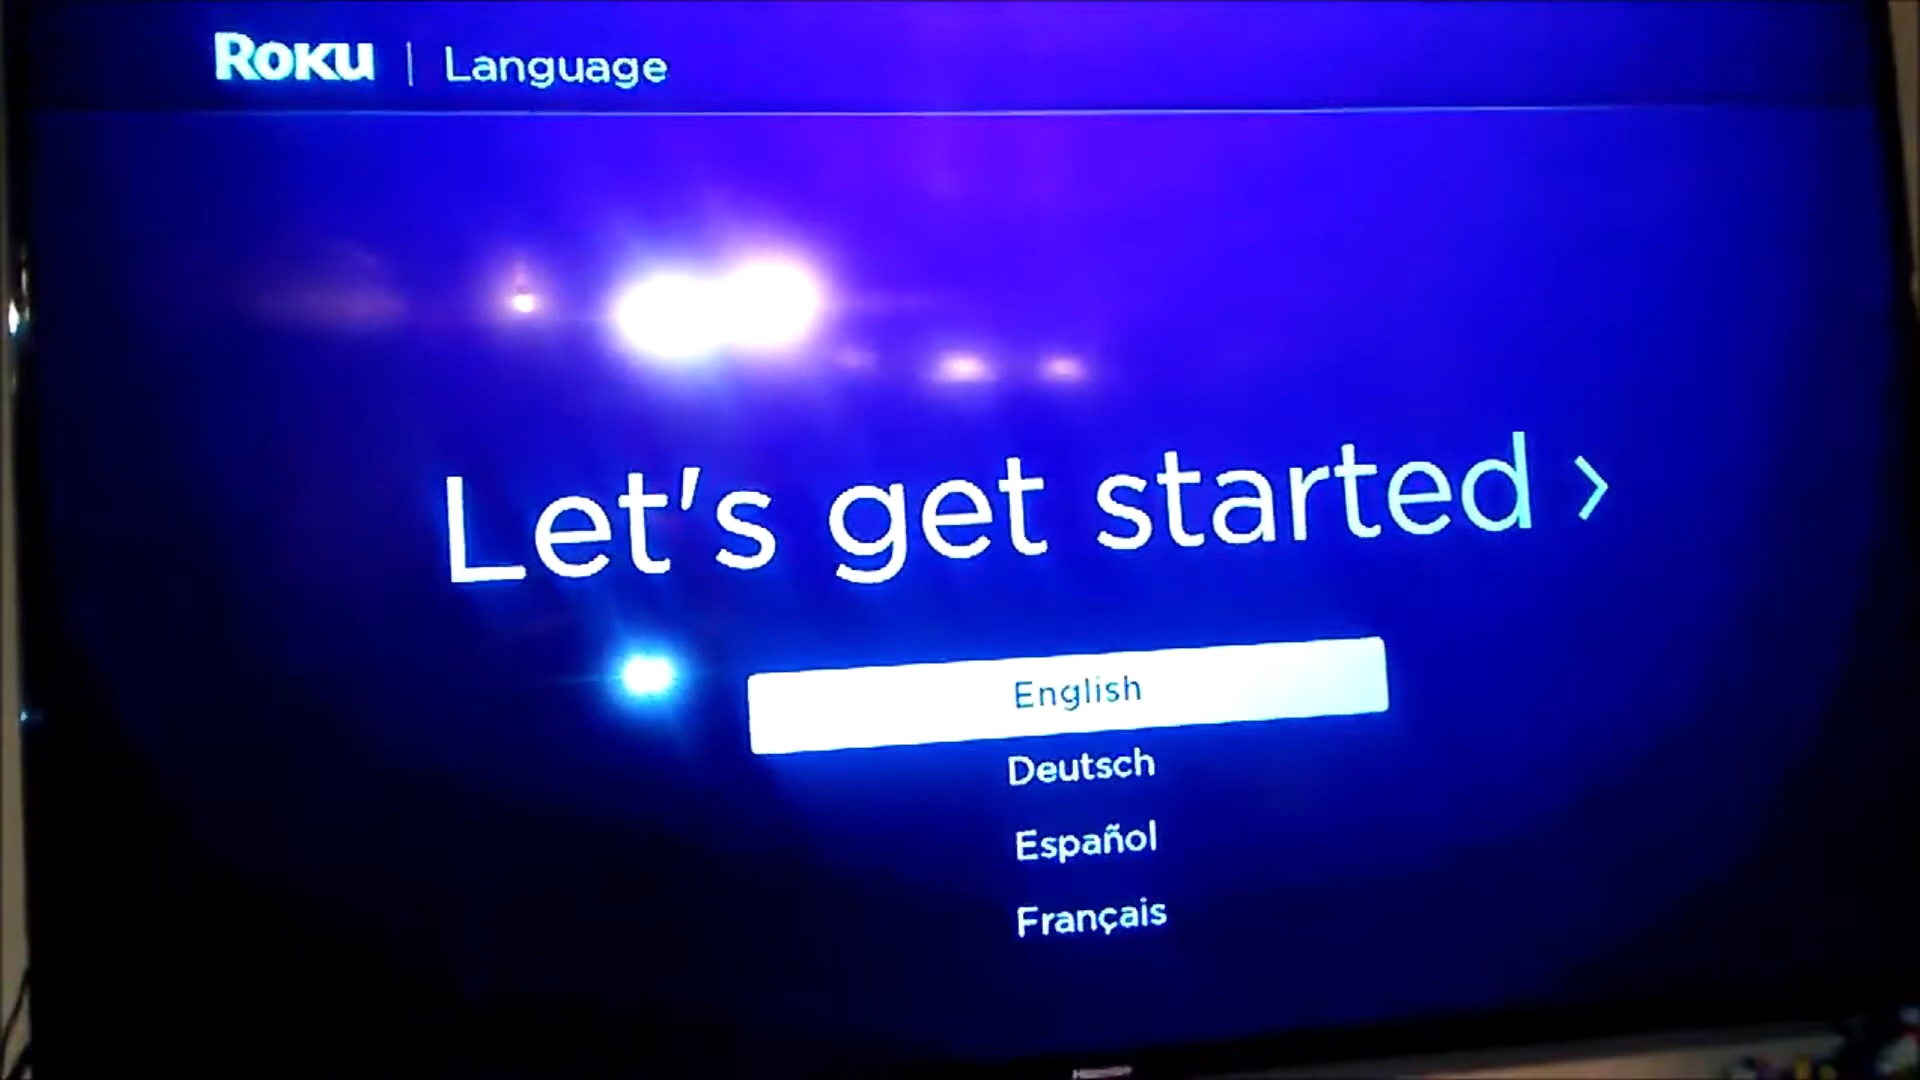 Roku | Language
Let's get started >
English
Deutsch
Español
Français